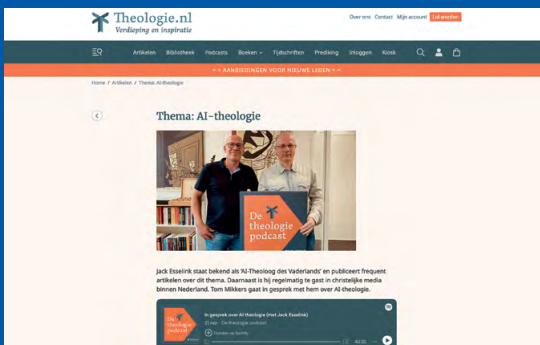 Theologie.nl
Verdieping en inspiratie
Over ons Contact Mijn account Lid worden
Artikelen Bibliotheek Podcasts Boeken Tijdschriften Prediking Inloggen Kiosk
AANBIEDINGEN VOOR NIEUWE LEDEN
Home / Artikelen / Thema: AI-theologie
Thema: AI-theologie
De
theologie
podcast
Jack Esselink staat bekend als 'AI-Theoloog des Vaderlands' en publiceert frequent
artikelen over dit thema. Daarnaast is hij regelmatig te gast in christelijke media
binnen Nederland. Tom Mikkers gaat in gesprek met hem over AI-theologie.
De
theologie
podcast
In gesprek over AI theologie (met Jack Esselink)
De theologie podcast